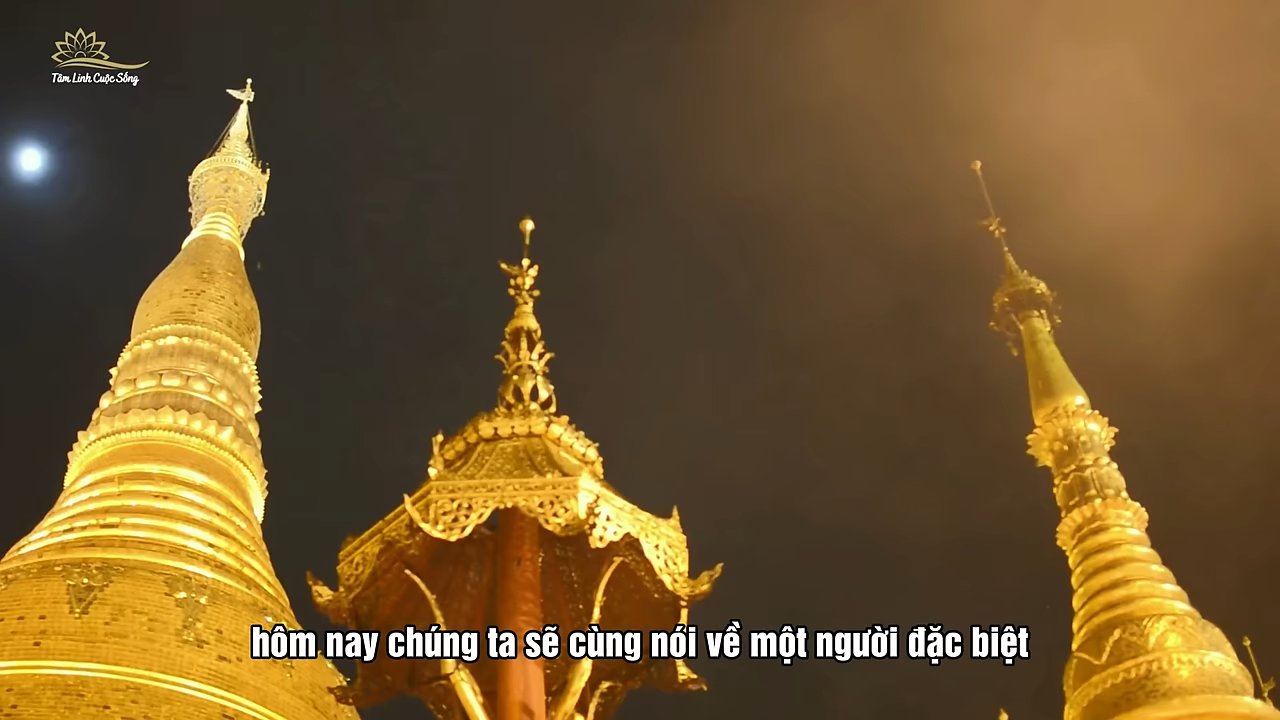 Tâm Linh Cuộc Sống
hôm nay chúng ta sẽ cùng nói về một người đặc biệt